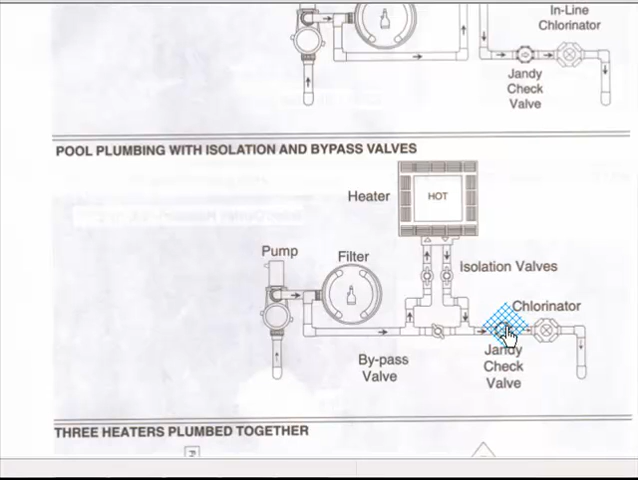 In-Line
Chlorinator
Jandy
Check
Valve
POOL PLUMBING WITH ISOLATION AND BYPASS VALVES
Heater
HOT
Pump
Filter
Isolation Valves
Chlorinator
By-pass
Valve
Jandy
Check
Valve
THREE HEATERS PLUMBED TOGETHER